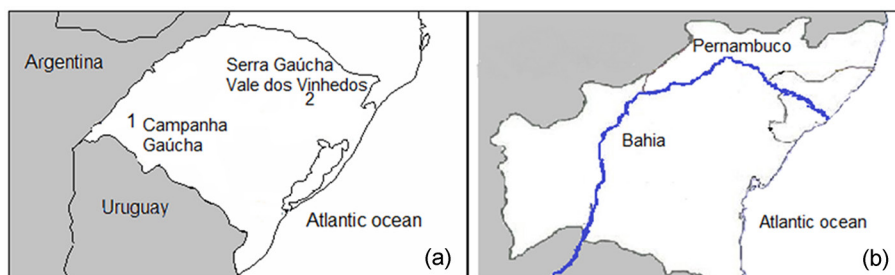 Argentina
Serra Gaúcha
Vale dos Vinhedos
2
1 Campanha
Gaúcha
Uruguay
Atlantic ocean
(a)
Pernambuco
Bahia
Atlantic ocean
(b)